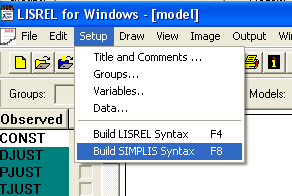 LISREL for Windows - [model]
File Edit Setup Draw View Image Output Wi
Title and Comments ...
Groups...
Variables..
Data...
Build LISREL Syntax F4
Build SIMPLIS Syntax F8
Groups:
Models:
Observed
CONST
DJUST
PJUST
TJUST